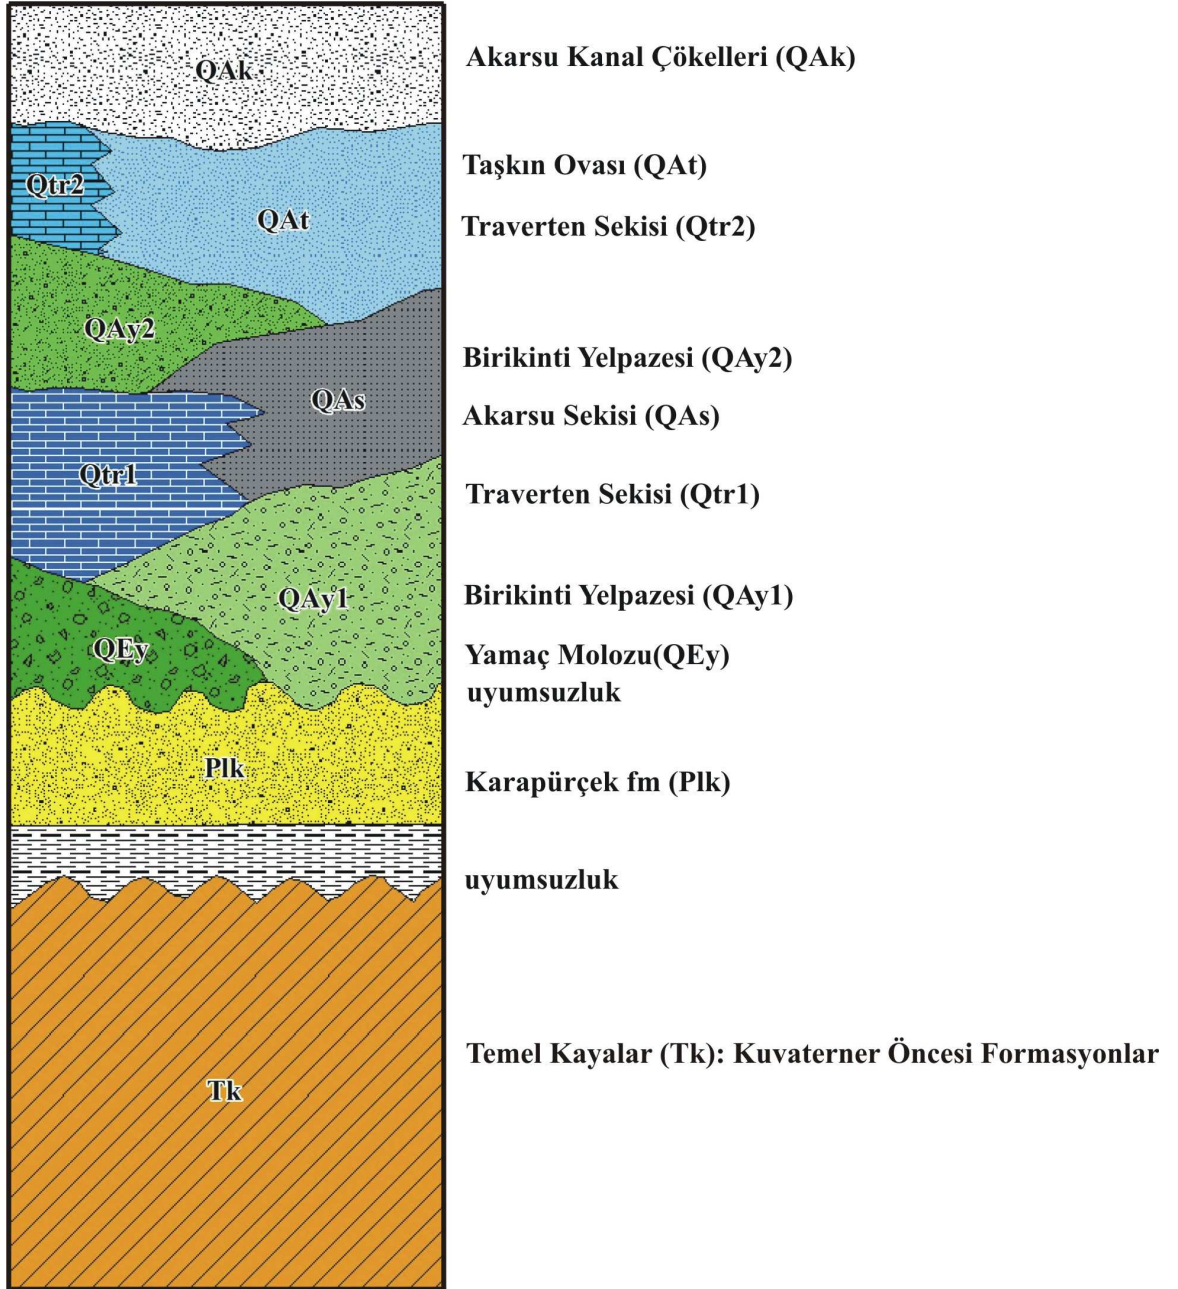 QAk
Akarsu Kanal Çökelleri (QAk)
Taşkın Ovası (QAt)
Qtr2
QAt
Traverten Sekisi (Qtr2)
QAy2
Birikinti Yelpazesi (QAy2)
QAs
Akarsu Sekisi (QAs)
Qtr1
Traverten Sekisi (Qtr1)
QAy1
Birikinti Yelpazesi (QAy1)
QEy
Yamaç Molozu(QEy)
uyumsuzluk
Plk
Karapürçek fm (Plk)
uyumsuzluk
Temel Kayalar (Tk): Kuvaterner Öncesi Formasyonlar
Tk